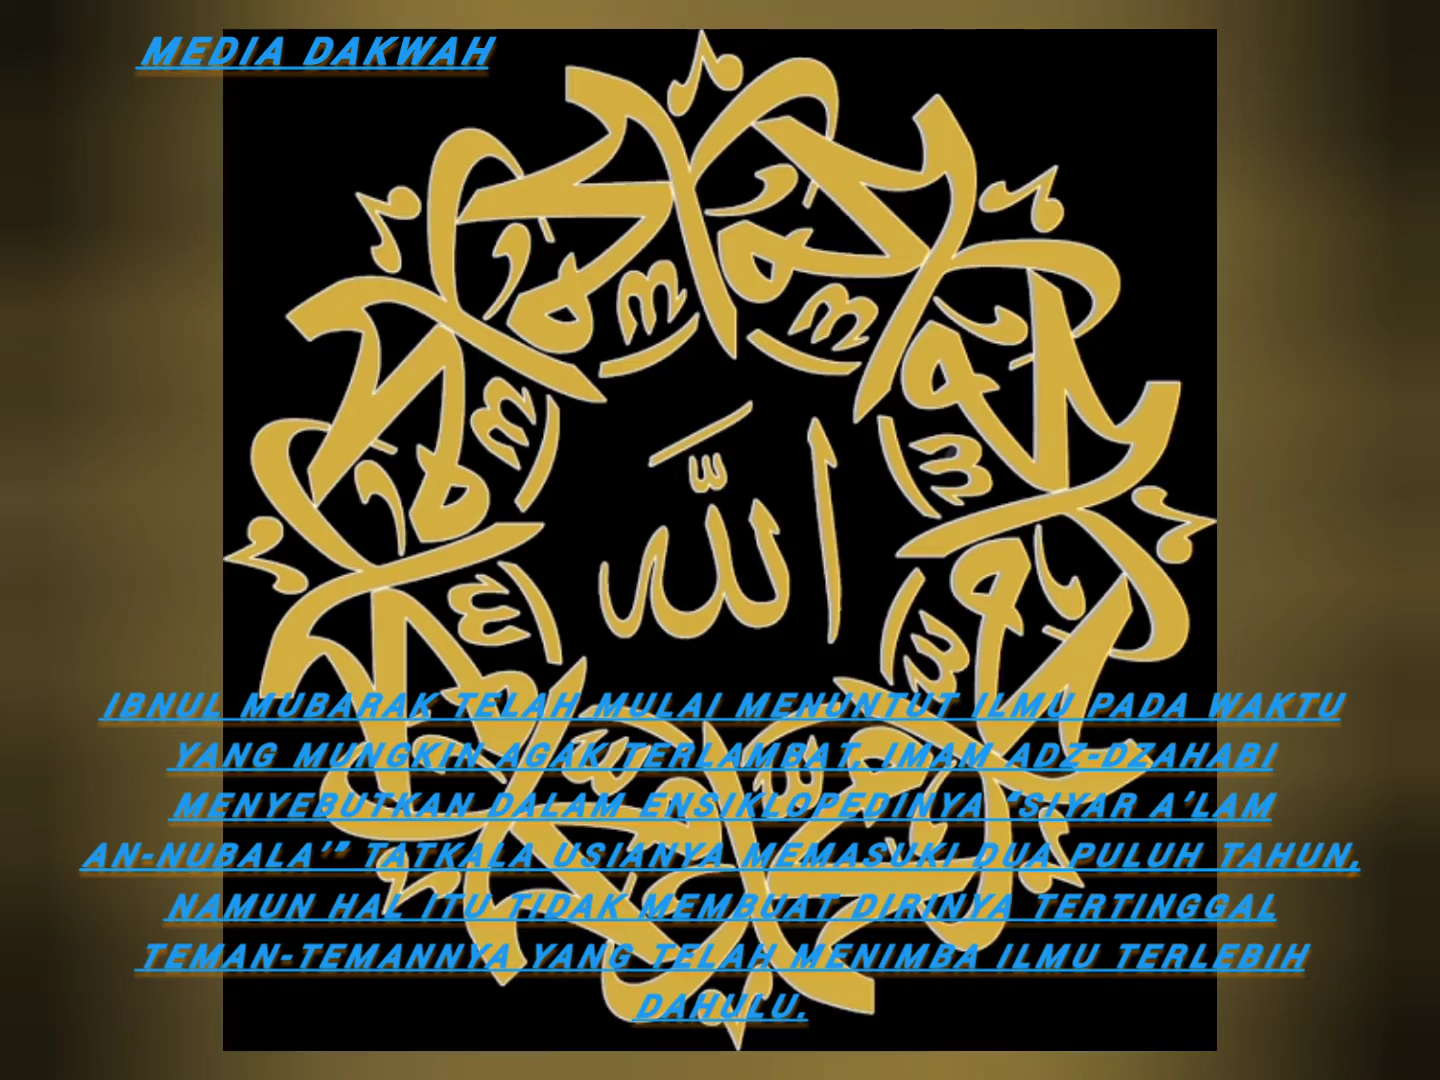 MEDIA DAKWAH
الله
IBNUL MUBARAK TELAH MULAI MENUNTUT ILMU PADA WAKTU
YANG MUNGKIN AGAK TERLAMBAT. IMAM ADZ-DZAHABI
MENYEBUTKAN DALAM ENSIKLOPEDINYA "SIYAR A'LAM
AN-NUBALA'" TATKALA USIANYA MEMASUKI DUA PULUH TAHUN.
NAMUN HAL ITU TIDAK MEMBUAT DIRINYA TERTINGGAL
TEMAN-TEMANNYA YANG TELAH MENIMBA ILMU TERLEBIH
DAHULU.